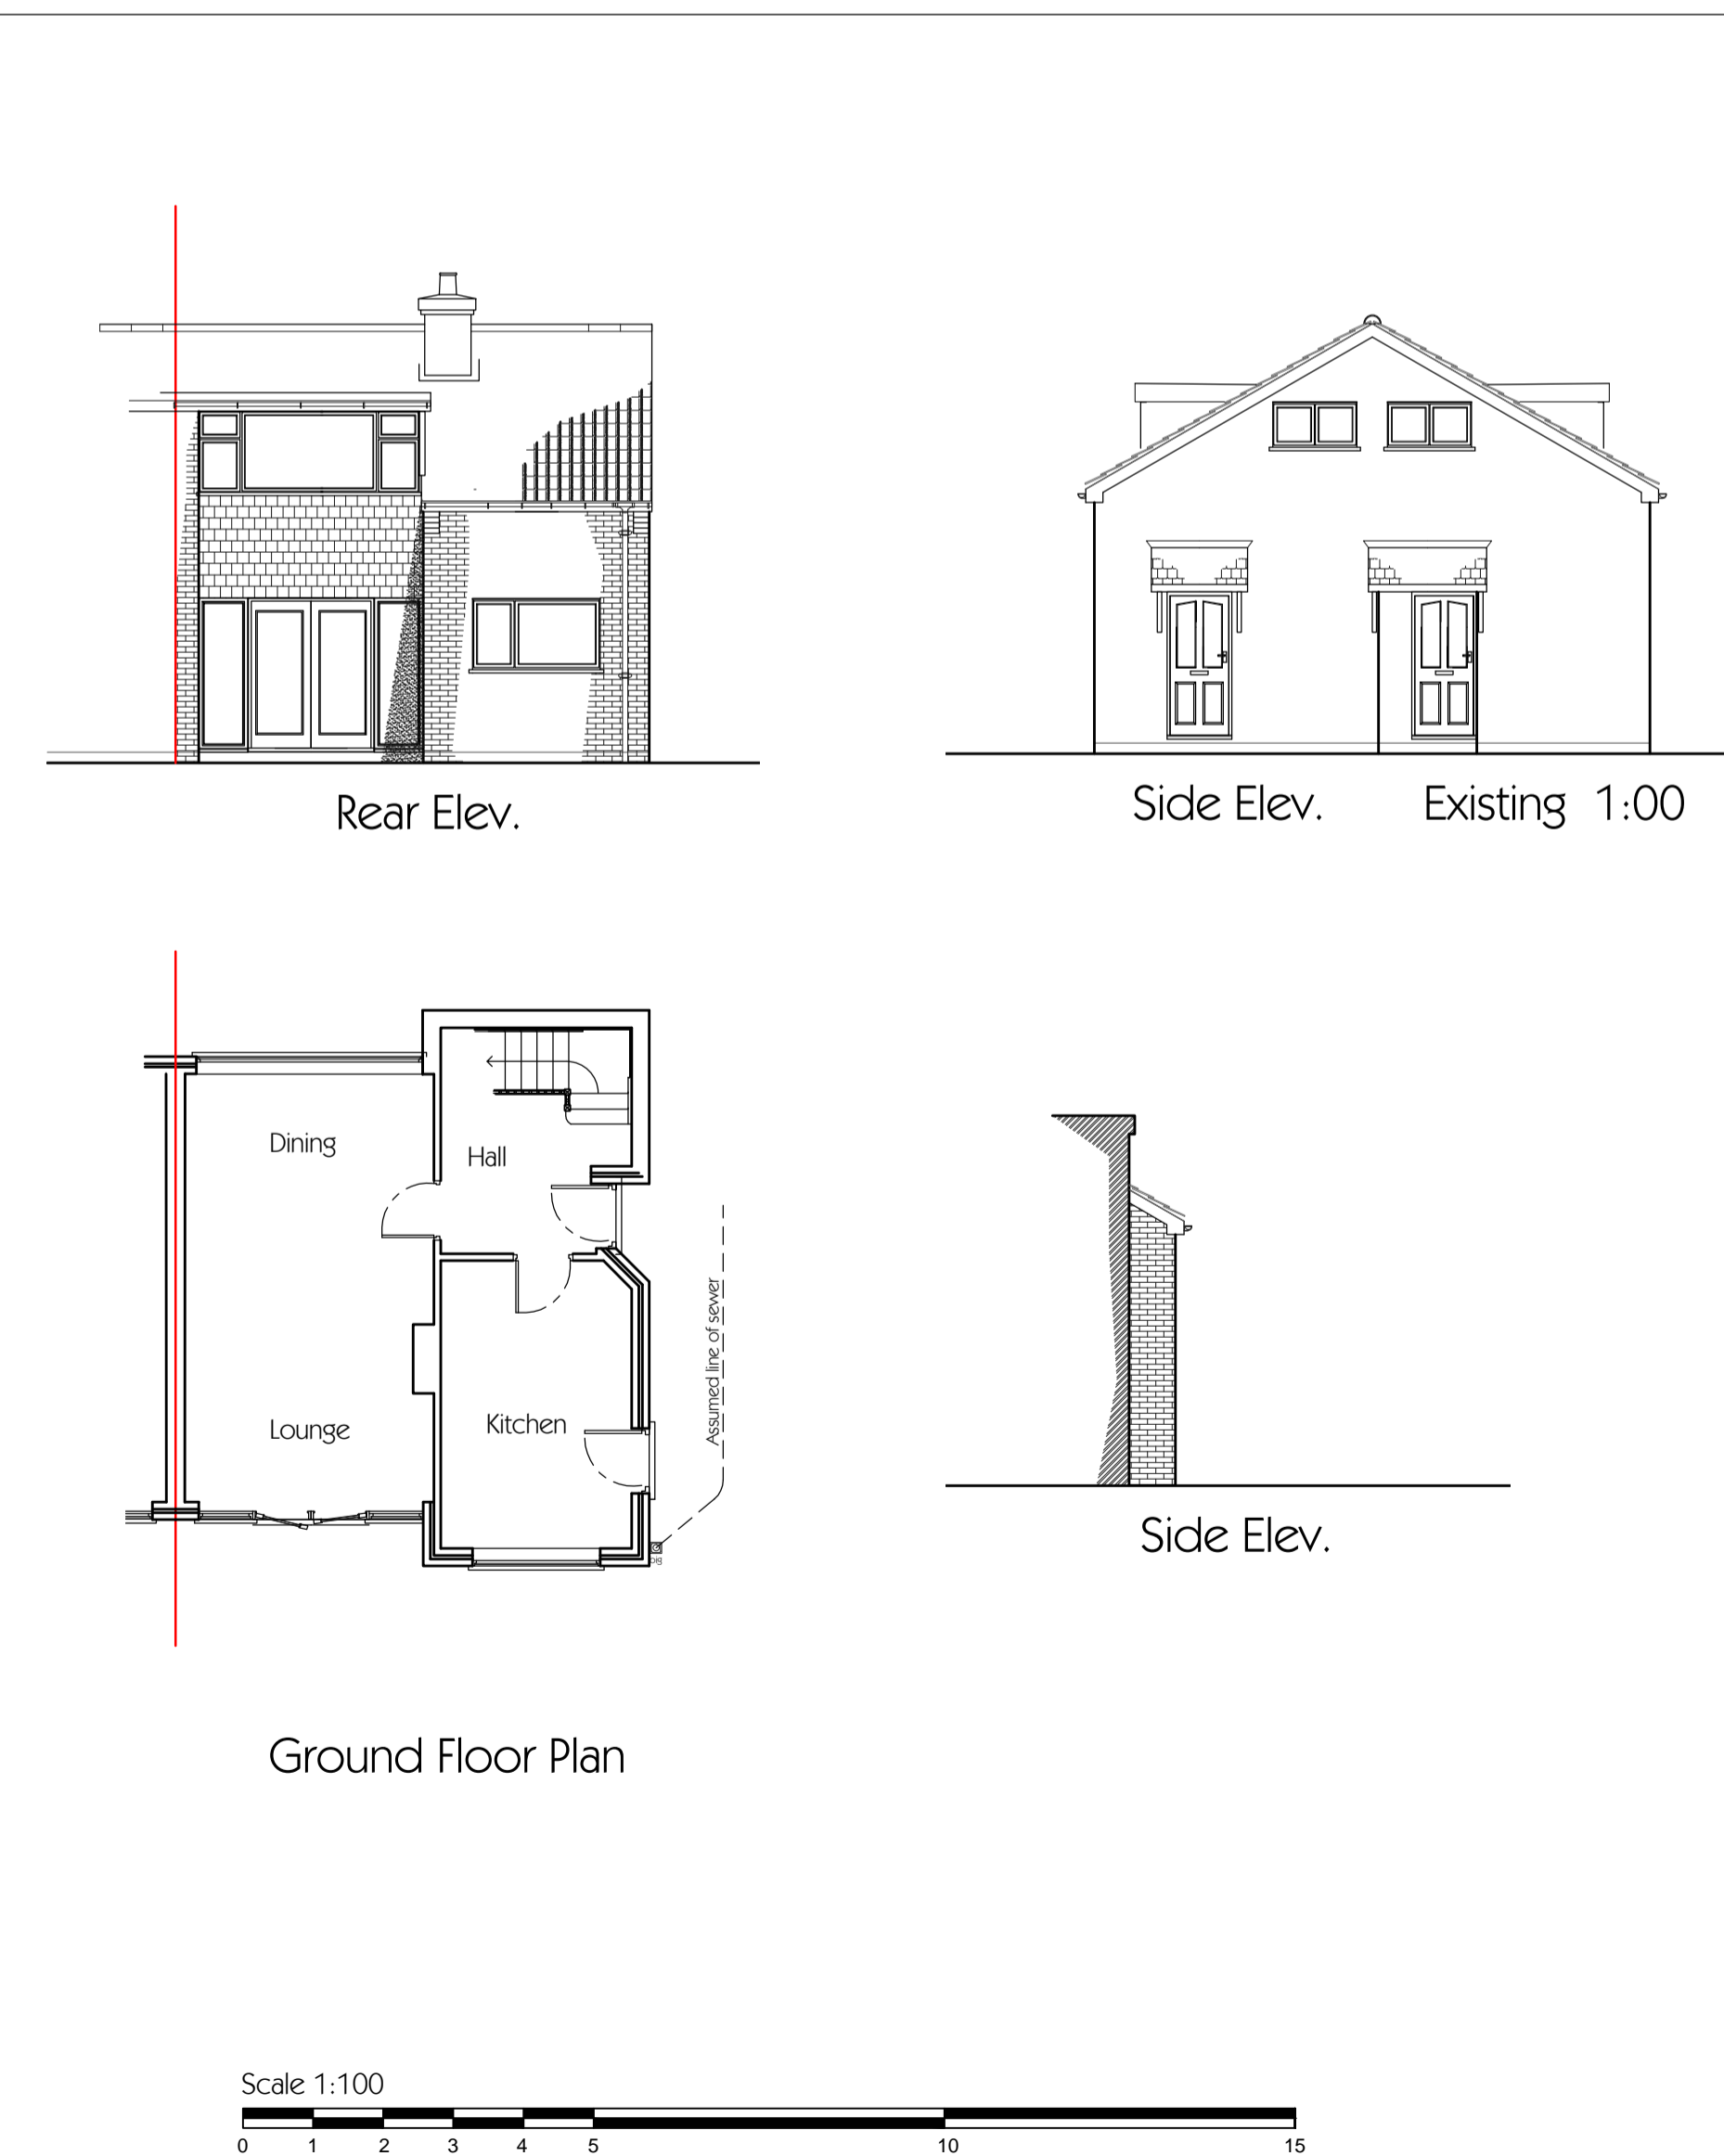 Rear Elev.
Side Elev. Existing 1:00
Dining
Hall
Assumed line of sewer
Lounge
Kitchen
Side Elev.
Ground Floor Plan
Scale 1:100
0 1 2 3 4 5 10 15